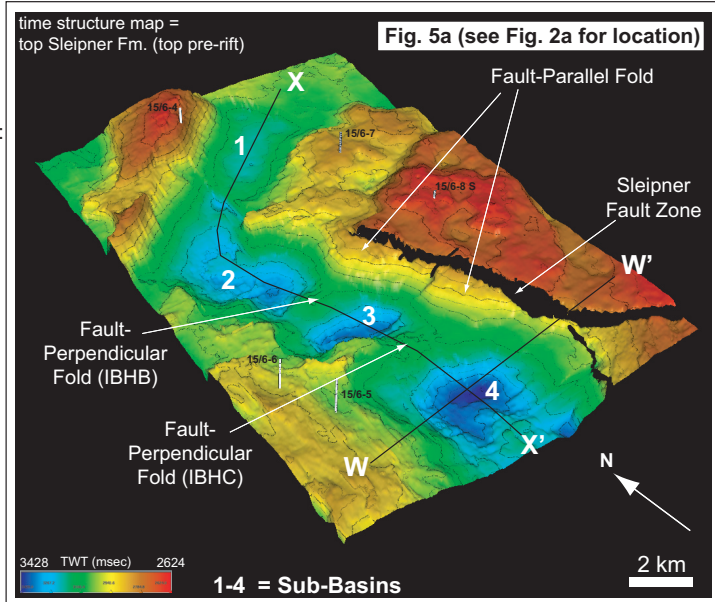 time structure map =
top Sleipner Fm. (top pre-rift)
Fig. 5a (see Fig. 2a for location)
Fault-Parallel Fold
X
15/6-4
1
15/6-7
15/6-8 S
Sleipner
Fault Zone
W'
2
3
Fault-
Perpendicular
Fold (IBHB)
15/6-6
15/6-5
4
Fault-
Perpendicular
Fold (IBHC)
W
X'
N
3428 TWT (msec) 2624
1-4 = Sub-Basins
2 km